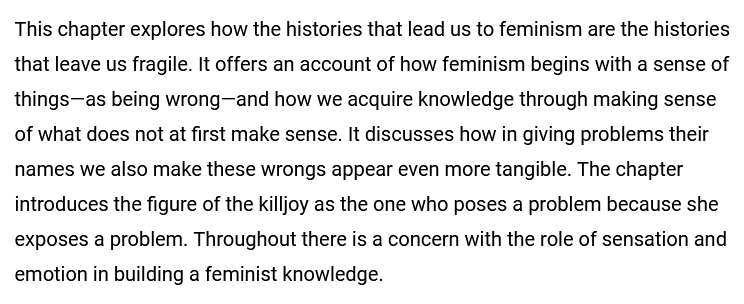 This chapter explores how the histories that lead us to feminism are the histories
that leave us fragile. It offers an account of how feminism begins with a sense of
things—as being wrong—and how we acquire knowledge through making sense
of what does not at first make sense. It discusses how in giving problems their
names we also make these wrongs appear even more tangible. The chapter
introduces the figure of the killjoy as the one who poses a problem because she
exposes a problem. Throughout there is a concern with the role of sensation and
emotion in building a feminist knowledge.